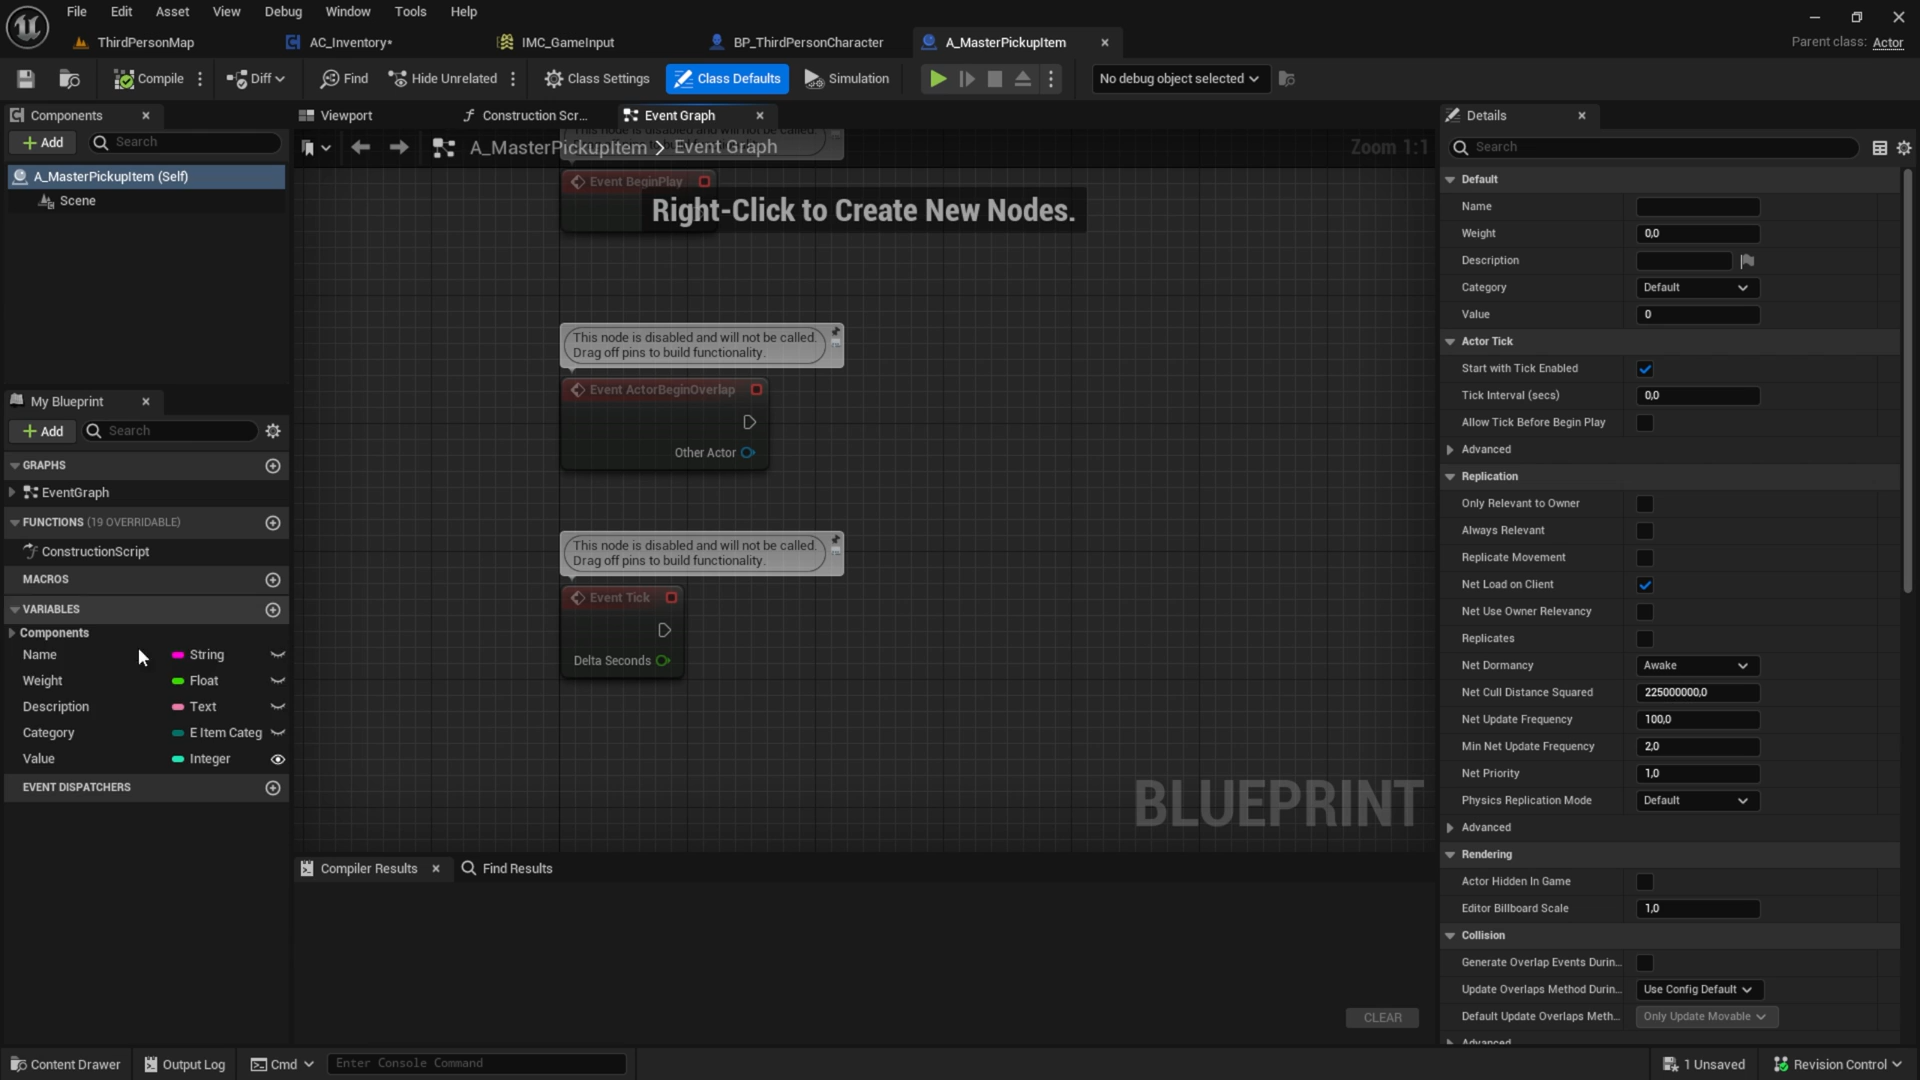 File Edit Asset View Debug Window Tools Help
ThirdPersonMap AC_Inventory* IMC_GameInput BP_ThirdPersonCharacter A_MasterPickupItem Parent class: Actor
Compile Diff Find Hide Unrelated Class Settings Class Defaults Simulation No debug object selected
Components Viewport Construction Scr... Event Graph Details
Add Search
A_MasterPickupItem > Event Graph Zoom 1:1
Search
This node is disabled and will not be called.
A_MasterPickupItem (Self)
Scene
Event BeginPlay
Right-Click to Create New Nodes.
This node is disabled and will not be called.
Drag off pins to build functionality.
Event ActorBeginOverlap
Other Actor
This node is disabled and will not be called.
Drag off pins to build functionality.
Event Tick
Delta Seconds
BLUEPRINT
My Blueprint
Add Search
GRAPHS
EventGraph
FUNCTIONS (19 OVERRIDABLE)
ConstructionScript
MACROS
VARIABLES
Components
Name String
Weight Float
Description Text
Category E Item Categ
Value Integer
EVENT DISPATCHERS
Compiler Results Find Results
CLEAR
Default
Name
Weight 0,0
Description
Category Default
Value 0
Actor Tick
Start with Tick Enabled
Tick Interval (secs) 0,0
Allow Tick Before Begin Play
Advanced
Replication
Only Relevant to Owner
Always Relevant
Replicate Movement
Net Load on Client
Net Use Owner Relevancy
Replicates
Net Dormancy Awake
Net Cull Distance Squared 225000000,0
Net Update Frequency 100,0
Min Net Update Frequency 2,0
Net Priority 1,0
Physics Replication Mode Default
Advanced
Rendering
Actor Hidden In Game
Editor Billboard Scale 1,0
Collision
Generate Overlap Events Durin...
Update Overlaps Method Durin... Use Config Default
Default Update Overlaps Meth... Only Update Movable
Advanced
Content Drawer Output Log Cmd Enter Console Command 1 Unsaved Revision Control